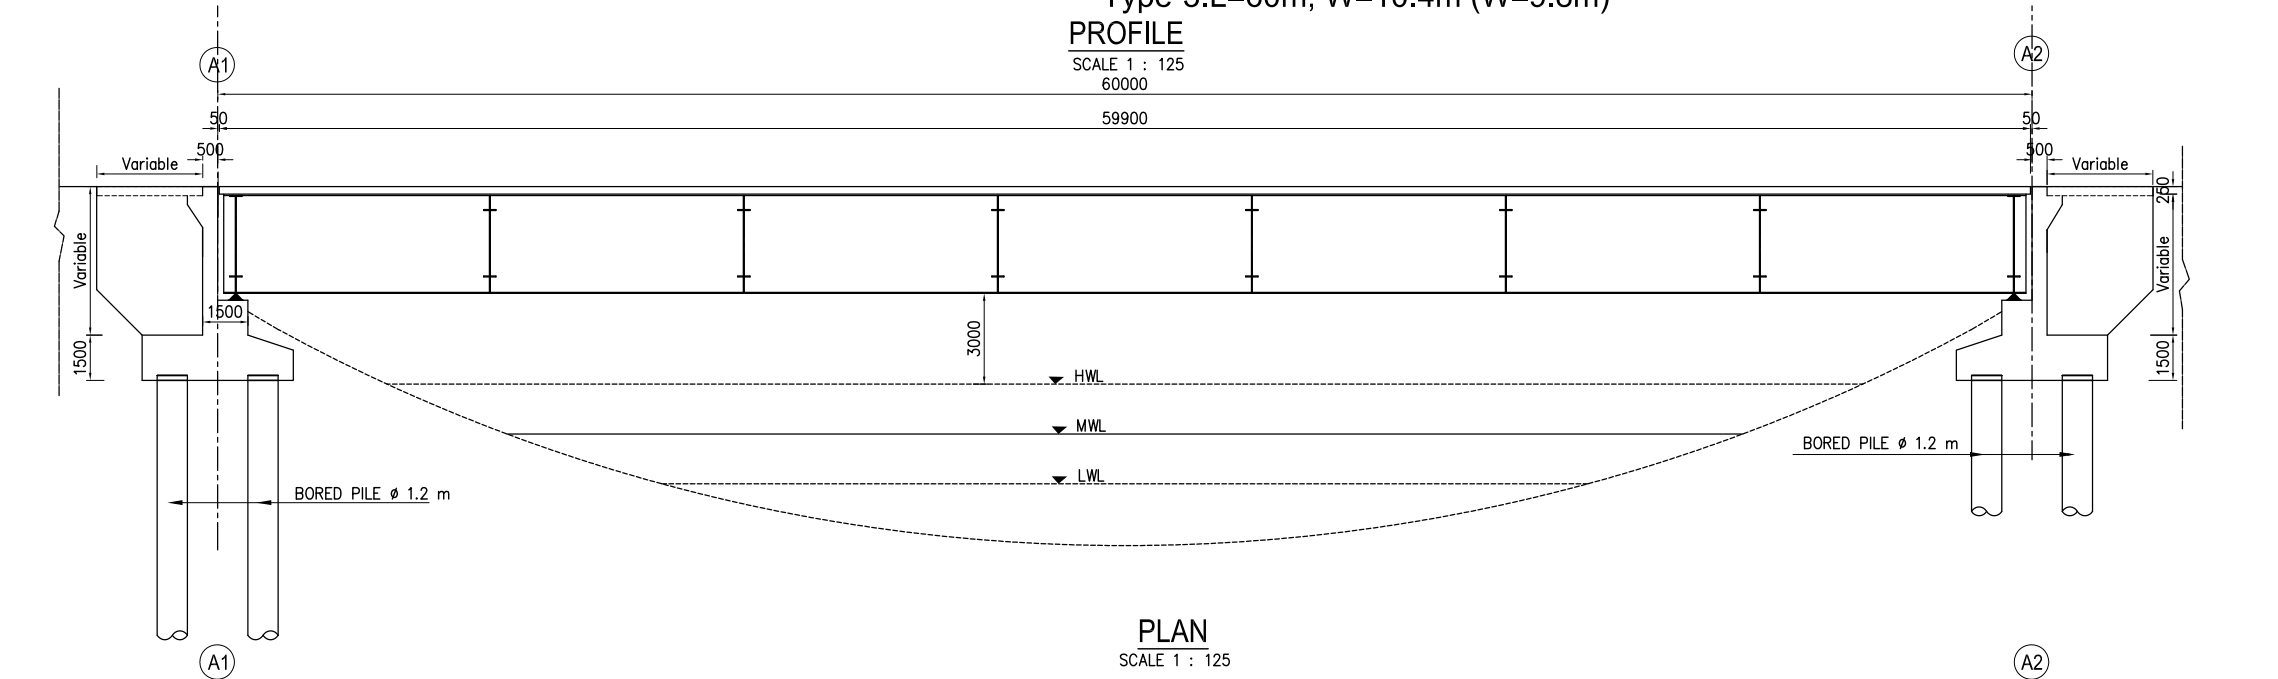 PROFILE
SCALE 1 : 125
A1
A2
60000
50
59900
50
500
500
Variable
Variable
250
Variable
Variable
1500
3000
1500
1500
HWL
MWL
BORED PILE ø 1.2 m
LWL
BORED PILE ø 1.2 m
PLAN
SCALE 1 : 125
A1
A2